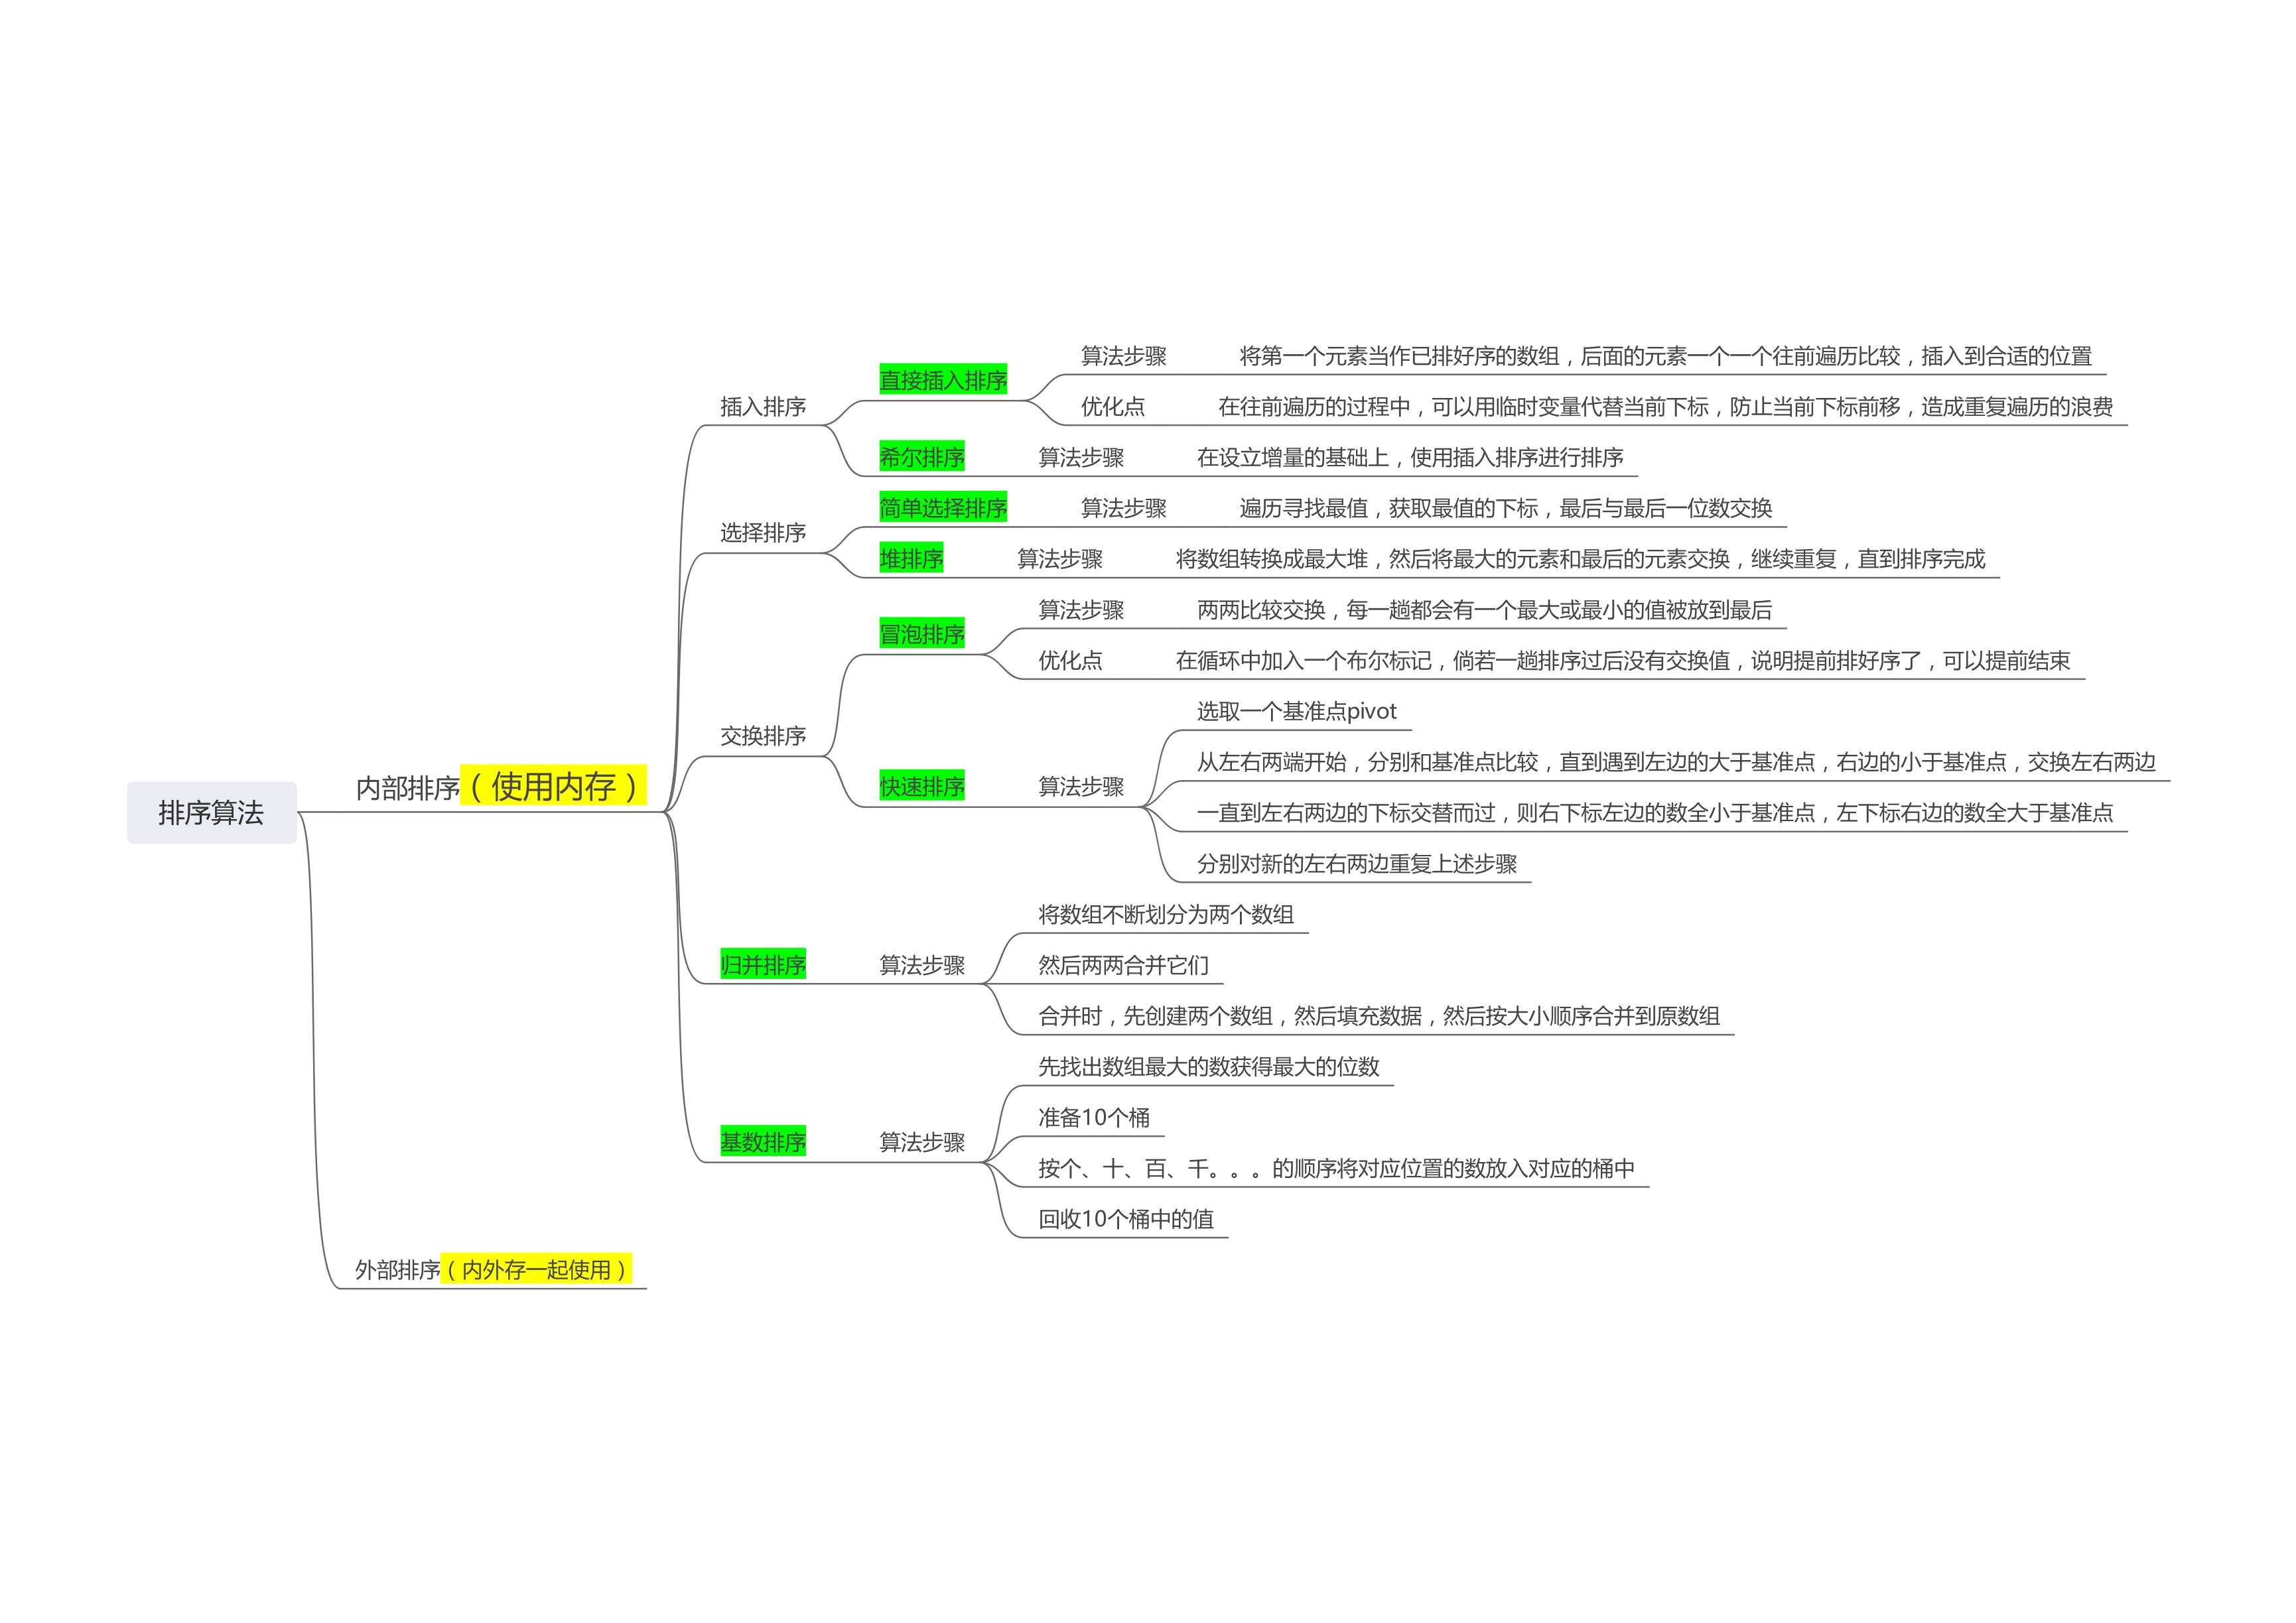 排序算法
内部排序（使用内存）
插入排序
直接插入排序
算法步骤
将第一个元素当作已排好序的数组，后面的元素一个一个往前遍历比较，插入到合适的位置
优化点
在往前遍历的过程中，可以用临时变量代替当前下标，防止当前下标前移，造成重复遍历的浪费
希尔排序
算法步骤
在设立增量的基础上，使用插入排序进行排序
选择排序
简单选择排序
算法步骤
遍历寻找最值，获取最值的下标，最后与最后一位数交换
堆排序
算法步骤
将数组转换成最大堆，然后将最大的元素和最后的元素交换，继续重复，直到排序完成
交换排序
冒泡排序
算法步骤
两两比较交换，每一趟都会有一个最大或最小的值被放到最后
优化点
在循环中加入一个布尔标记，倘若一趟排序过后没有交换值，说明提前排好序了，可以提前结束
快速排序
算法步骤
选取一个基准点pivot
从左右两端开始，分别和基准点比较，直到遇到左边的大于基准点，右边的小于基准点，交换左右两边
一直到左右两边的下标交替而过，则右下标左边的数全小于基准点，左下标右边的数全大于基准点
分别对新的左右两边重复上述步骤
归并排序
算法步骤
将数组不断划分为两个数组
然后两两合并它们
合并时，先创建两个数组，然后填充数据，然后按大小顺序合并到原数组
基数排序
算法步骤
先找出数组最大的数获得最大的位数
准备10个桶
按个、十、百、千。。。的顺序将对应位置的数放入对应的桶中
回收10个桶中的值
外部排序（内外存一起使用）